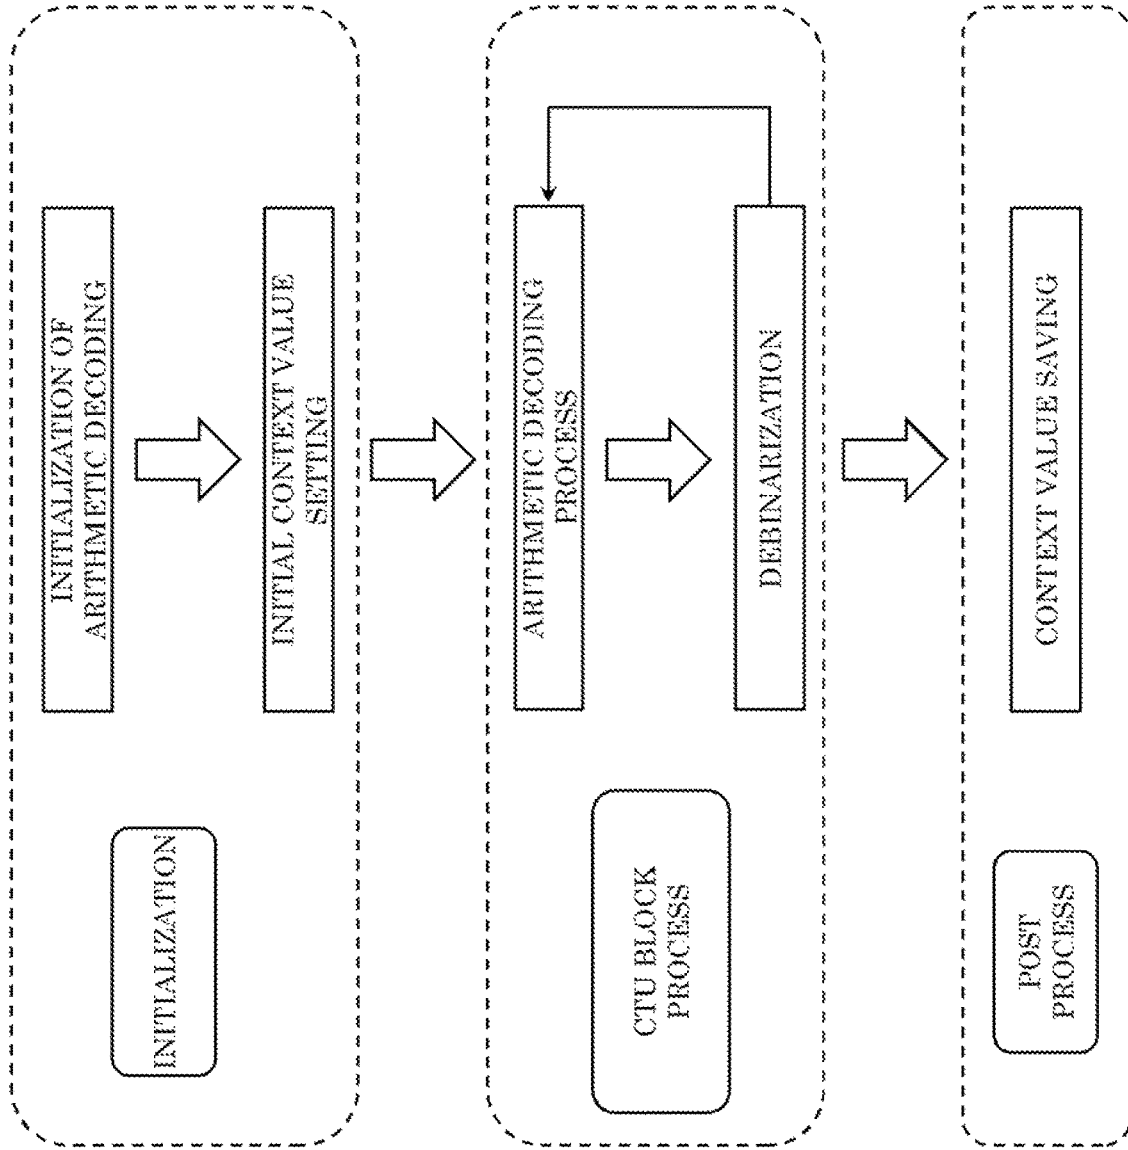 INITIALIZATION
INITIALIZATION OF
ARITHMETIC DECODING
INITIAL CONTEXT VALUE
SETTING
CTU BLOCK
PROCESS
ARITHMETIC DECODING
PROCESS
DEBINARIZATION
POST
PROCESS
CONTEXT VALUE SAVING